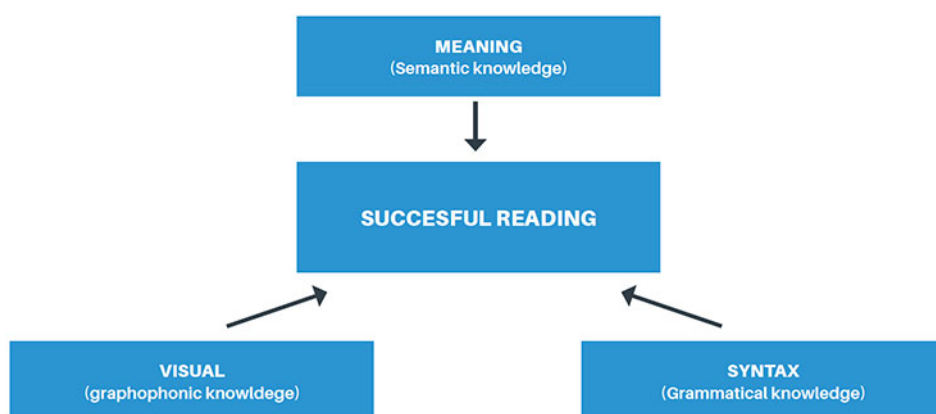 MEANING
(Semantic knowledge)
SUCCESFUL READING
VISUAL
(graphophonic knowldege)
SYNTAX
(Grammatical knowledge)